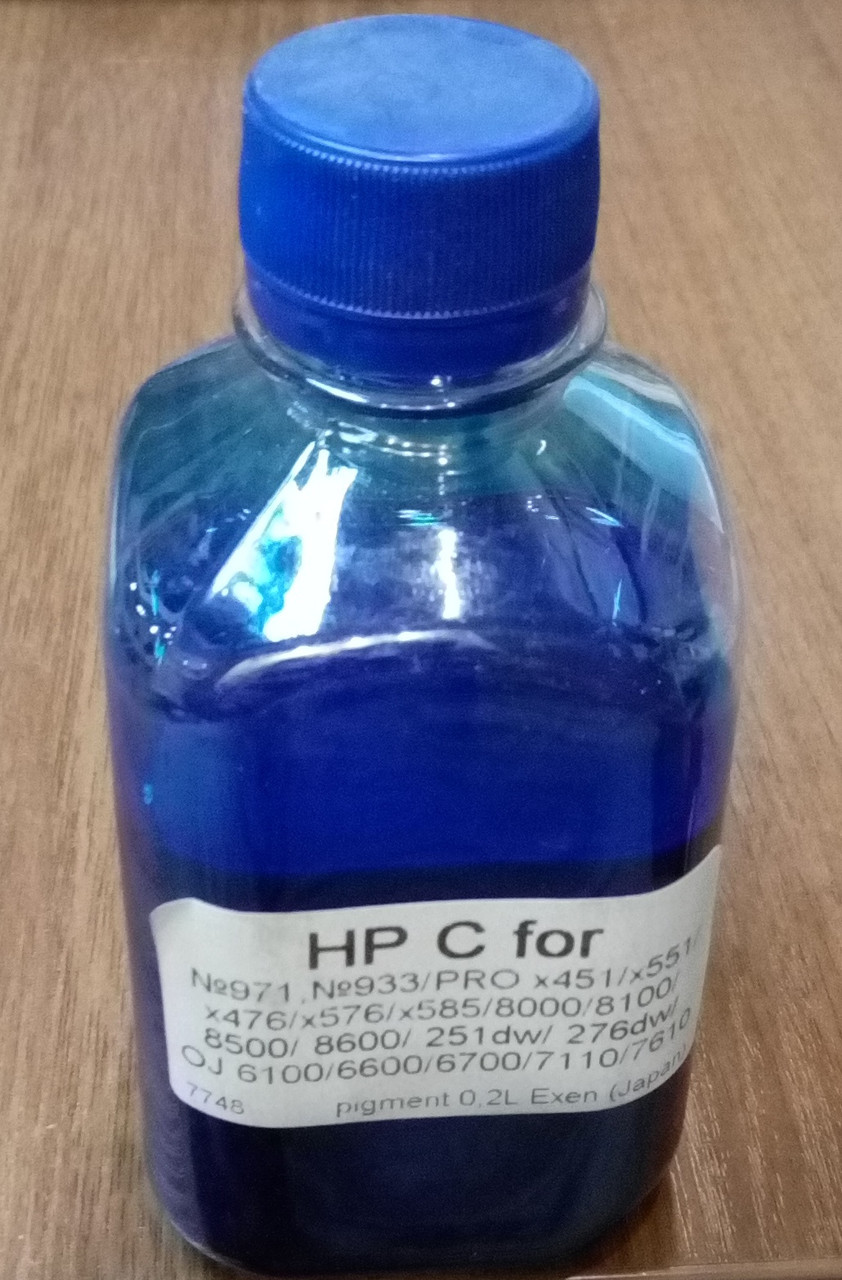 HP C for
№971,№933/PRO x451/x551/
x476/x576/x585/8000/8100/
8500/ 8600/ 251dw/ 276dw/
OJ 6100/6600/6700/7110/7610
7748 pigment 0,2L Exen (Japan)